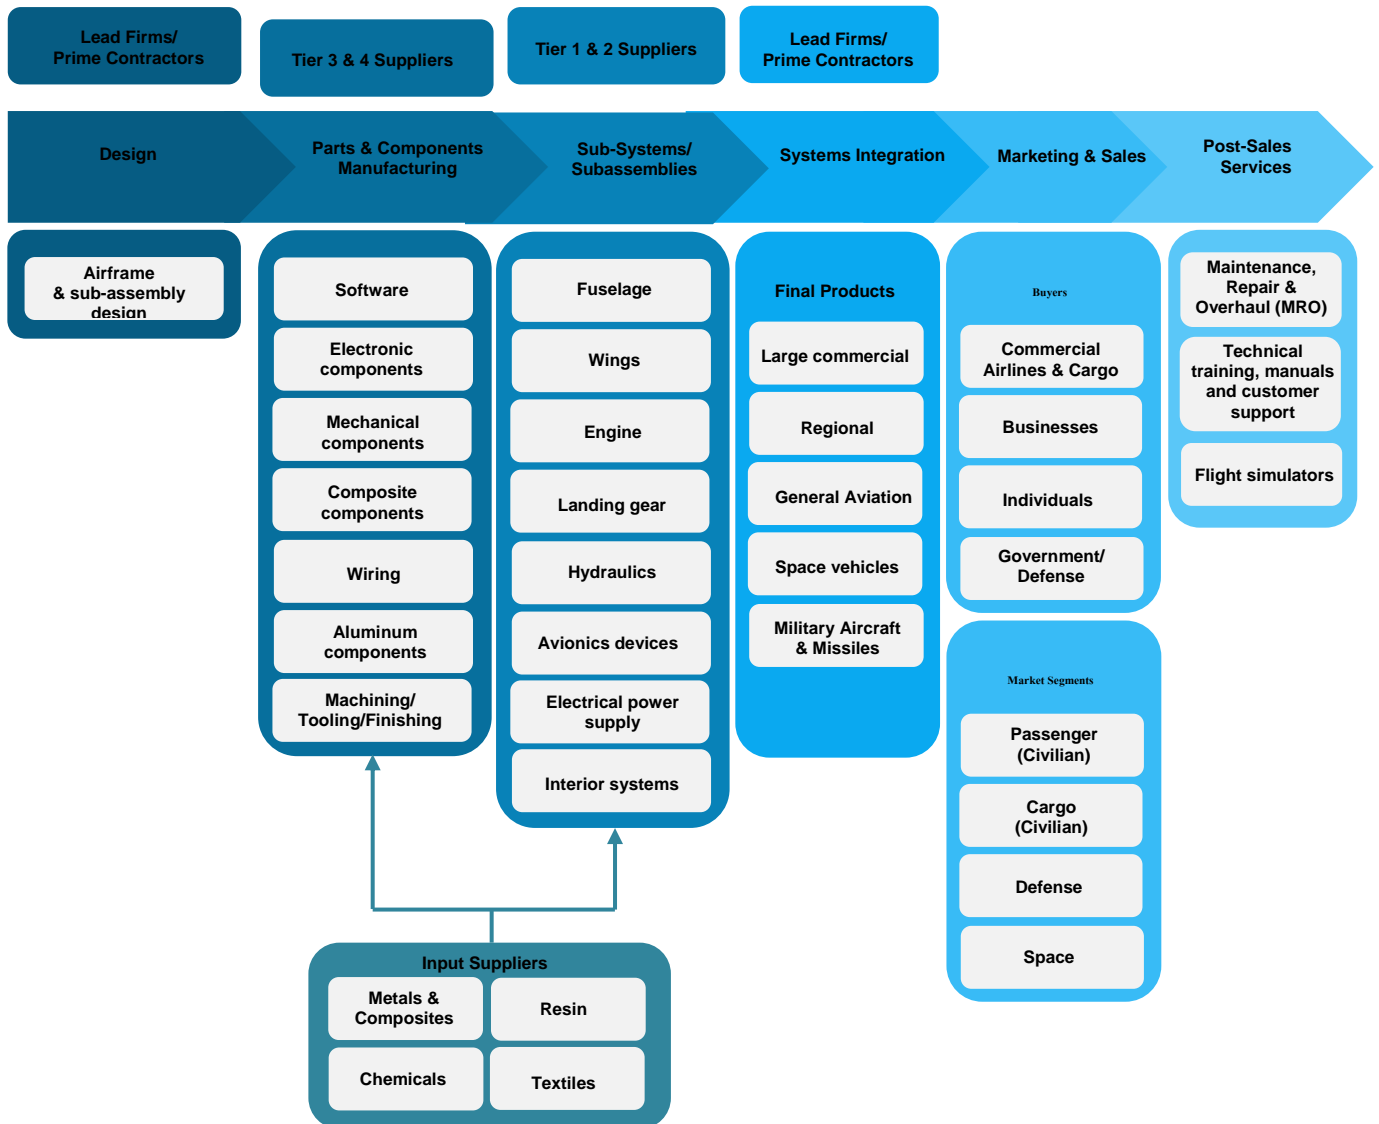 Lead Firms/
Prime Contractors
Tier 3 & 4 Suppliers
Tier 1 & 2 Suppliers
Lead Firms/
Prime Contractors
Design
Parts & Components
Manufacturing
Sub-Systems/
Subassemblies
Systems Integration
Marketing & Sales
Post-Sales
Services
Airframe
& sub-assembly
design
Software
Electronic
components
Mechanical
components
Composite
components
Wiring
Aluminum
components
Machining/
Tooling/Finishing
Fuselage
Wings
Engine
Landing gear
Hydraulics
Avionics devices
Electrical power
supply
Interior systems
Final Products
Large commercial
Regional
General Aviation
Space vehicles
Military Aircraft
& Missiles
Buyers
Commercial
Airlines & Cargo
Businesses
Individuals
Government/
Defense
Market Segments
Passenger
(Civilian)
Cargo
(Civilian)
Defense
Space
Maintenance,
Repair &
Overhaul (MRO)
Technical
training, manuals
and customer
support
Flight simulators
Input Suppliers
Metals &
Composites
Resin
Chemicals
Textiles